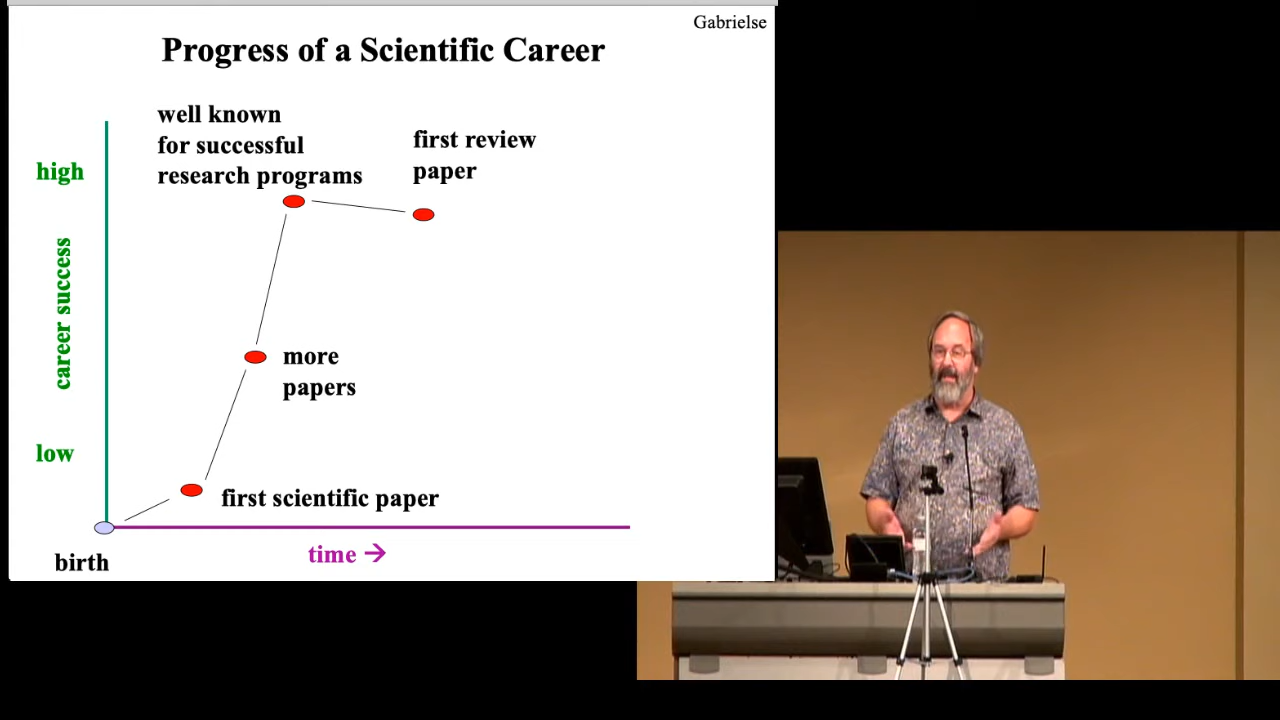 Gabrielse
Progress of a Scientific Career
well known
for successful
research programs
first review
paper
high
career success
more
papers
low
first scientific paper
birth
time →